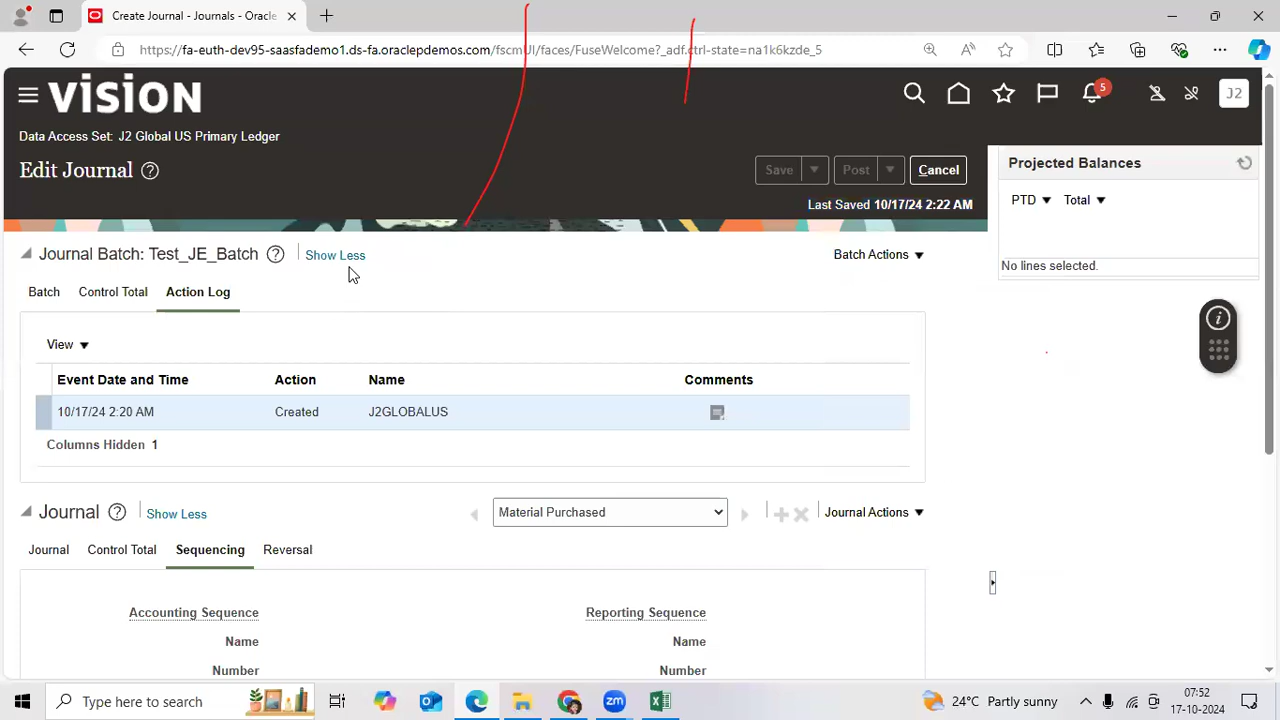 Create Journal - Journals - Oracle
https://fa-euth-dev95-saasfademo1.ds-fa.oraclepdemos.com/fscmUI/faces/FuseWelcome?_adf.ctrl-state=na1k6kzde_5
VISION
5
J2
Data Access Set: J2 Global US Primary Ledger
Edit Journal
Save
Post
Cancel
Last Saved 10/17/24 2:22 AM
Projected Balances
PTD
Total
No lines selected.
Journal Batch: Test_JE_Batch
Show Less
Batch Actions
Batch
Control Total
Action Log
View
Event Date and Time
Action
Name
Comments
10/17/24 2:20 AM
Created
J2GLOBALUS
Columns Hidden 1
Journal
Show Less
Material Purchased
Journal Actions
Journal
Control Total
Sequencing
Reversal
Accounting Sequence
Reporting Sequence
Name
Name
Number
Number
Type here to search
zm
24°C Partly sunny
07:52
17-10-2024